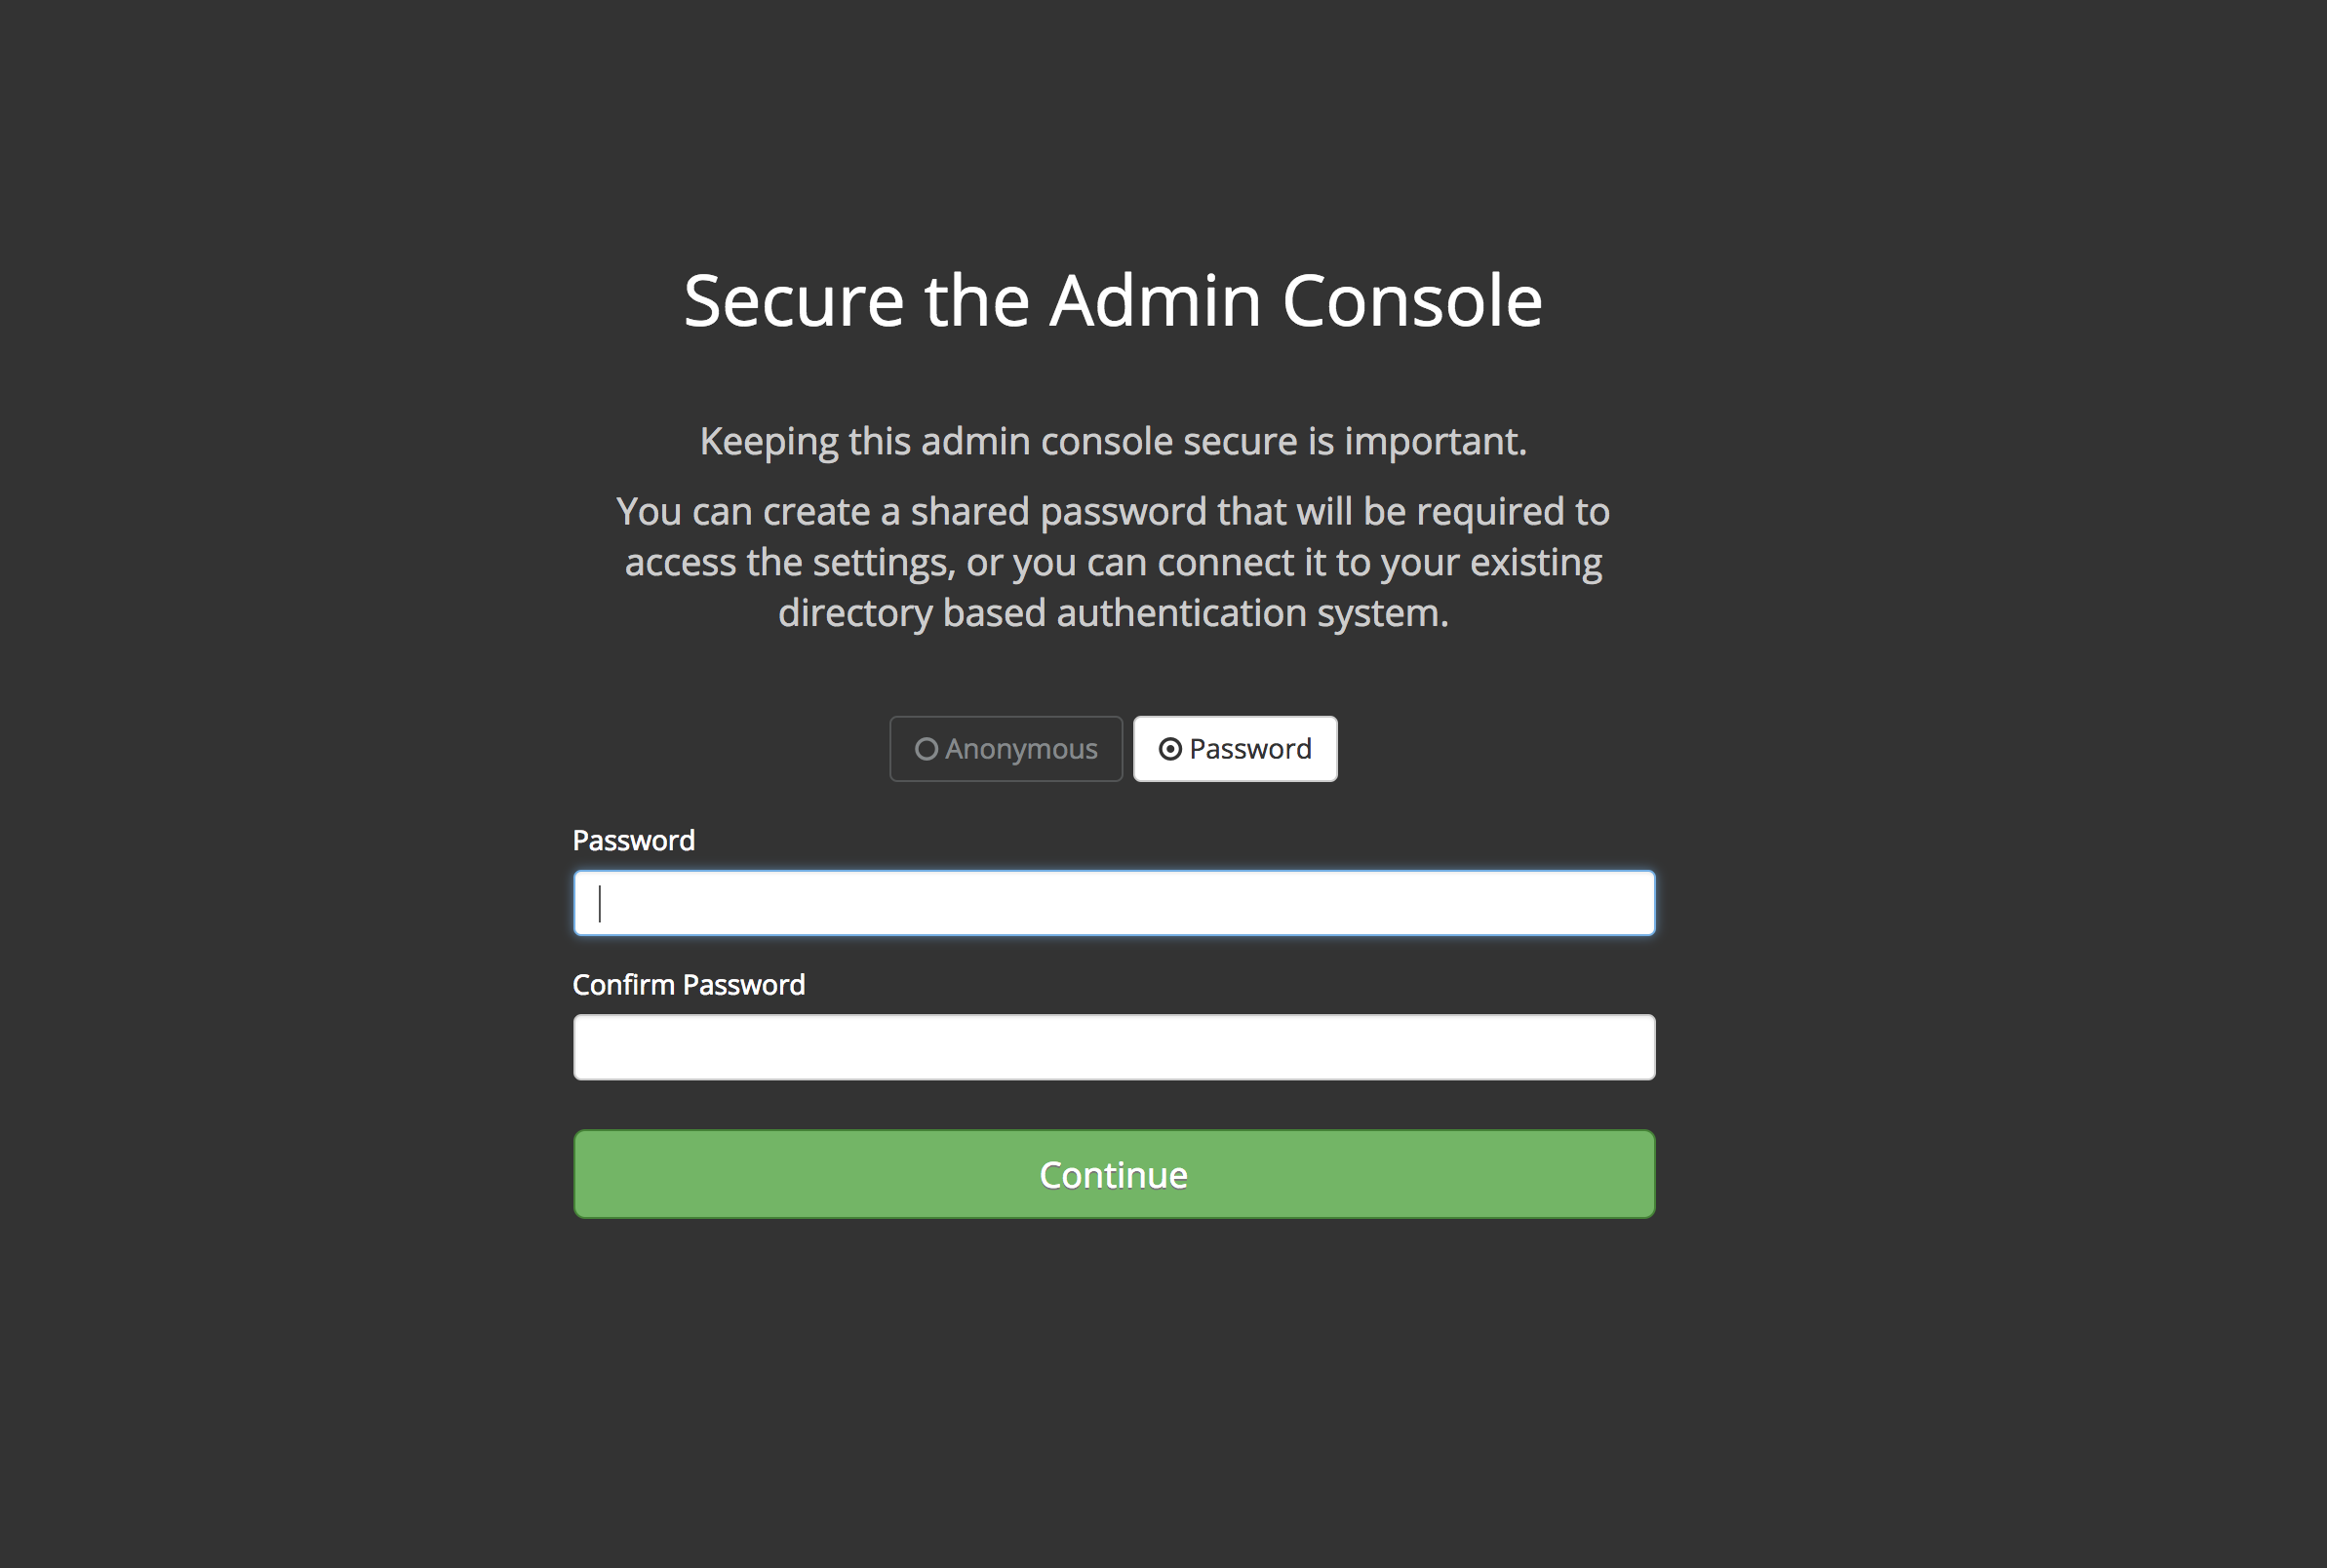 Secure the Admin Console
Keeping this admin console secure is important.
You can create a shared password that will be required to
access the settings, or you can connect it to your existing
directory based authentication system.
Anonymous Password
Password
Confirm Password
Continue